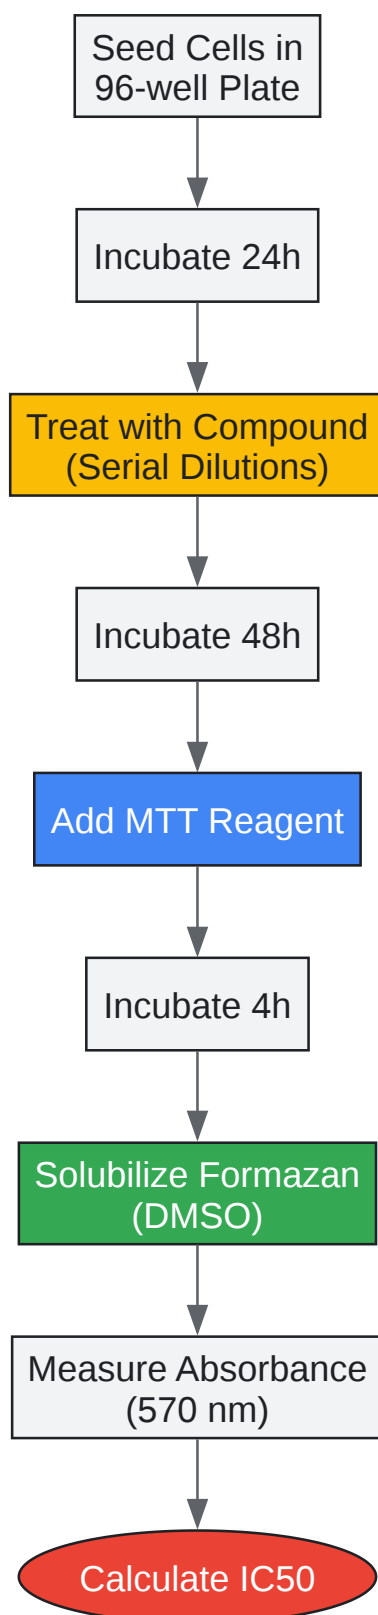 Seed Cells in
96-well Plate
Incubate 24h
Treat with Compound
(Serial Dilutions)
Incubate 48h
Add MTT Reagent
Incubate 4h
Solubilize Formazan
(DMSO)
Measure Absorbance
(570 nm)
Calculate IC50